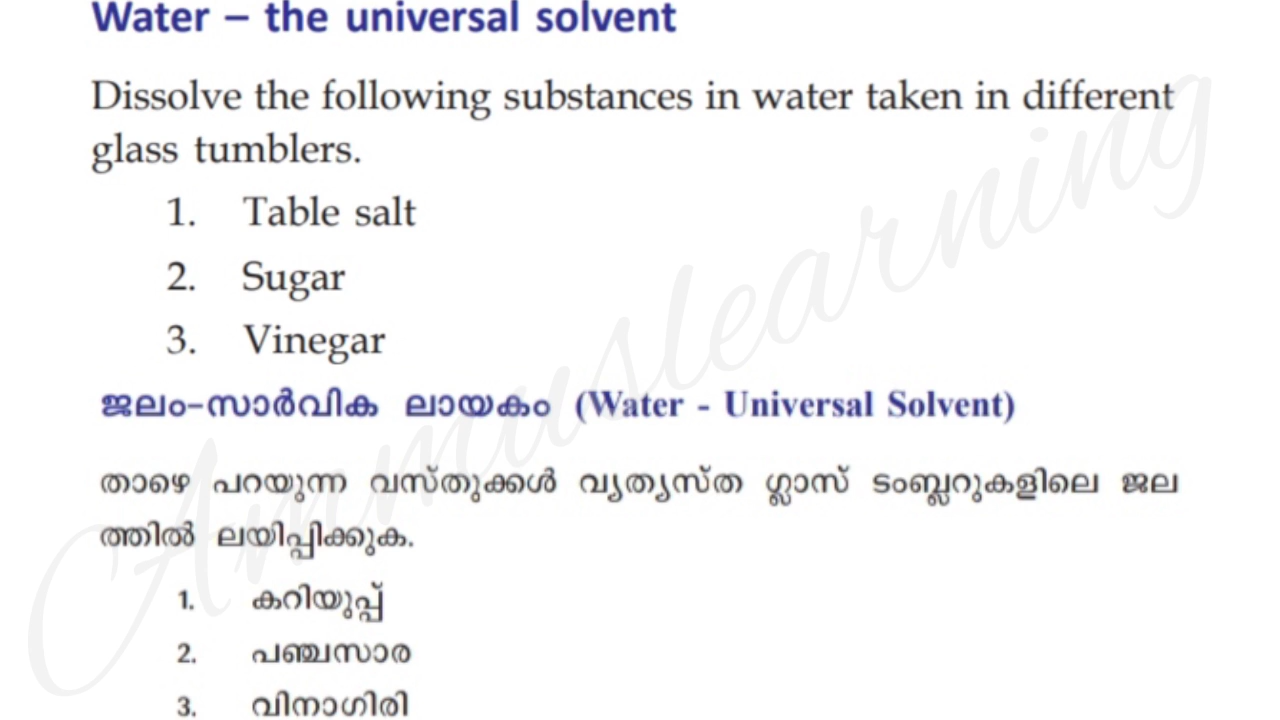 Water – the universal solvent
Dissolve the following substances in water taken in different
glass tumblers.
1. Table salt
2. Sugar
3. Vinegar
ജലം-സാർവിക ലായകം (Water - Universal Solvent)
താഴെ പറയുന്ന വസ്തുക്കൾ വ്യത്യസ്ത ഗ്ലാസ് ടംബ്ലറുകളിലെ ജല
ത്തിൽ ലയിപ്പിക്കുക.
1. കറിയുപ്പ്
2. പഞ്ചസാര
3. വിനാഗിരി
Ammuslearning